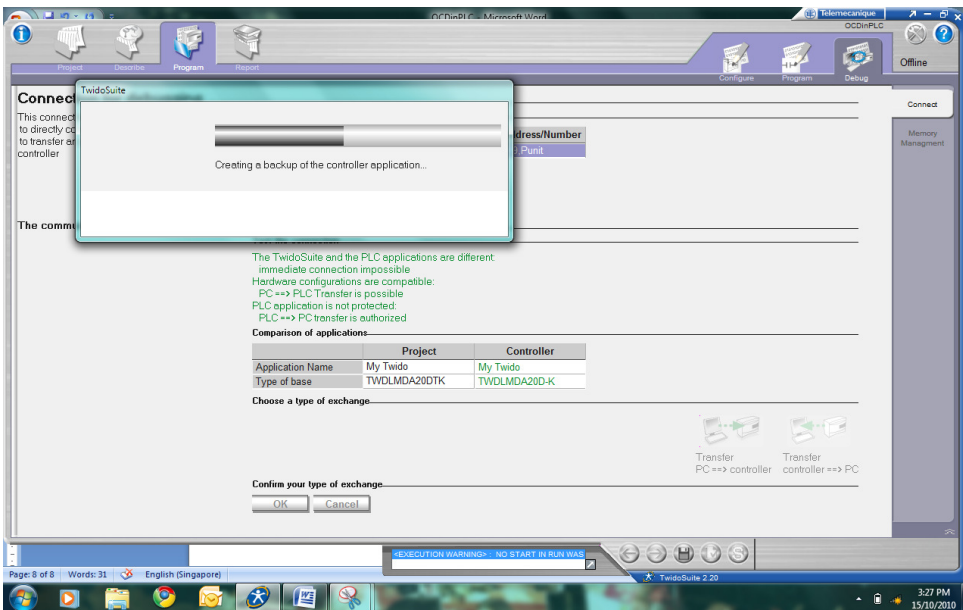 OCDinPLC - Microsoft Word
Telemecanique
OCDinPLC
Project
Describe
Program
Report
Configure
Program
Debug
Offline
TwidoSuite
Creating a backup of the controller application...
Connec
This connect
to directly co
to transfer an
controller
dress/Number
.Punit
Connect
Memory
Managment
The commu
The TwidoSuite and the PLC applications are different:
immediate connection impossible
Hardware configurations are compatible:
PC ==> PLC Transfer is possible
PLC application is not protected:
PLC ==> PC transfer is authorized
Comparison of applications
Project Controller
Application Name My Twido My Twido
Type of base TWDLMDA20DTK TWDLMDA20D-K
Choose a type of exchange
Transfer
PC ==> controller
Transfer
controller ==> PC
Confirm your type of exchange
OK Cancel
<EXECUTION WARNING> : NO START IN RUN WAS
Page: 8 of 8 Words: 31 English (Singapore)
TwidoSuite 2.20
3:27 PM
15/10/2010